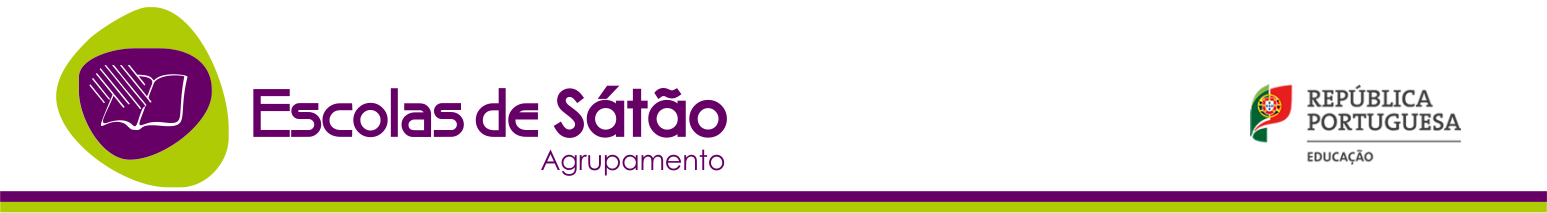 Escolas de Sátão
Agrupamento
REPÚBLICA
PORTUGUESA
EDUCAÇÃO